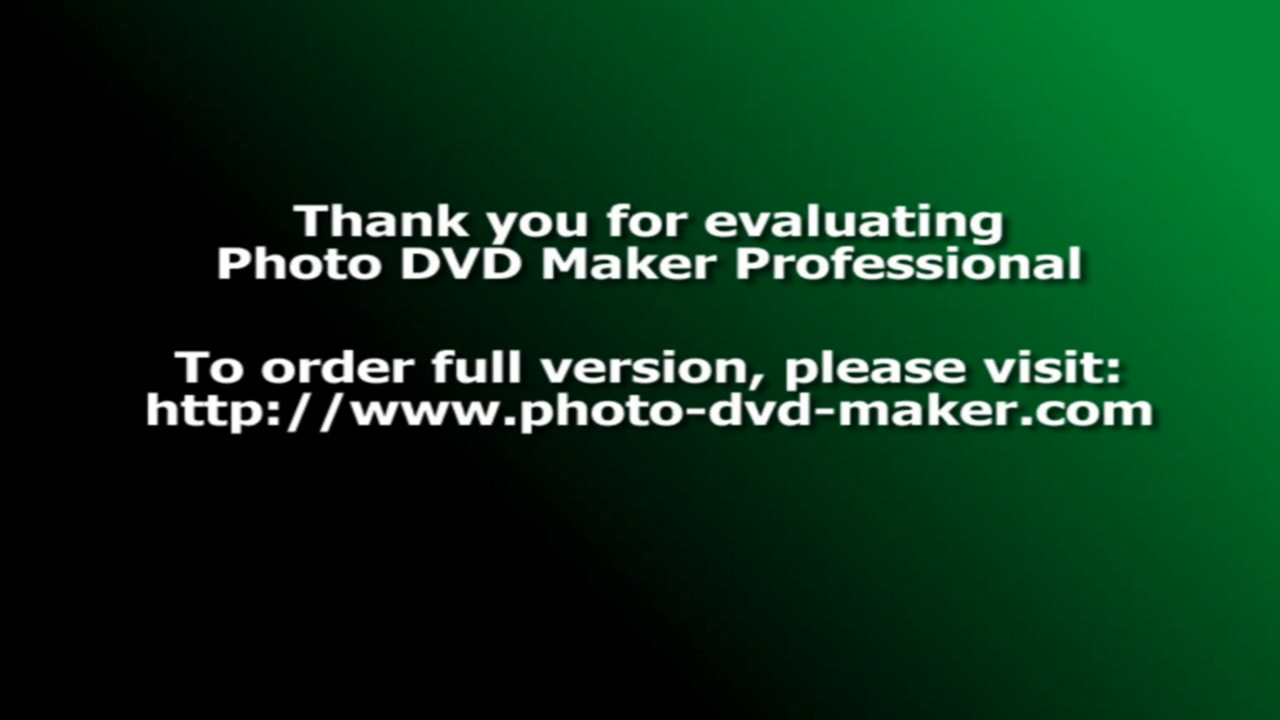 Thank you for evaluating
Photo DVD Maker Professional
To order full version, please visit:
http://www.photo-dvd-maker.com